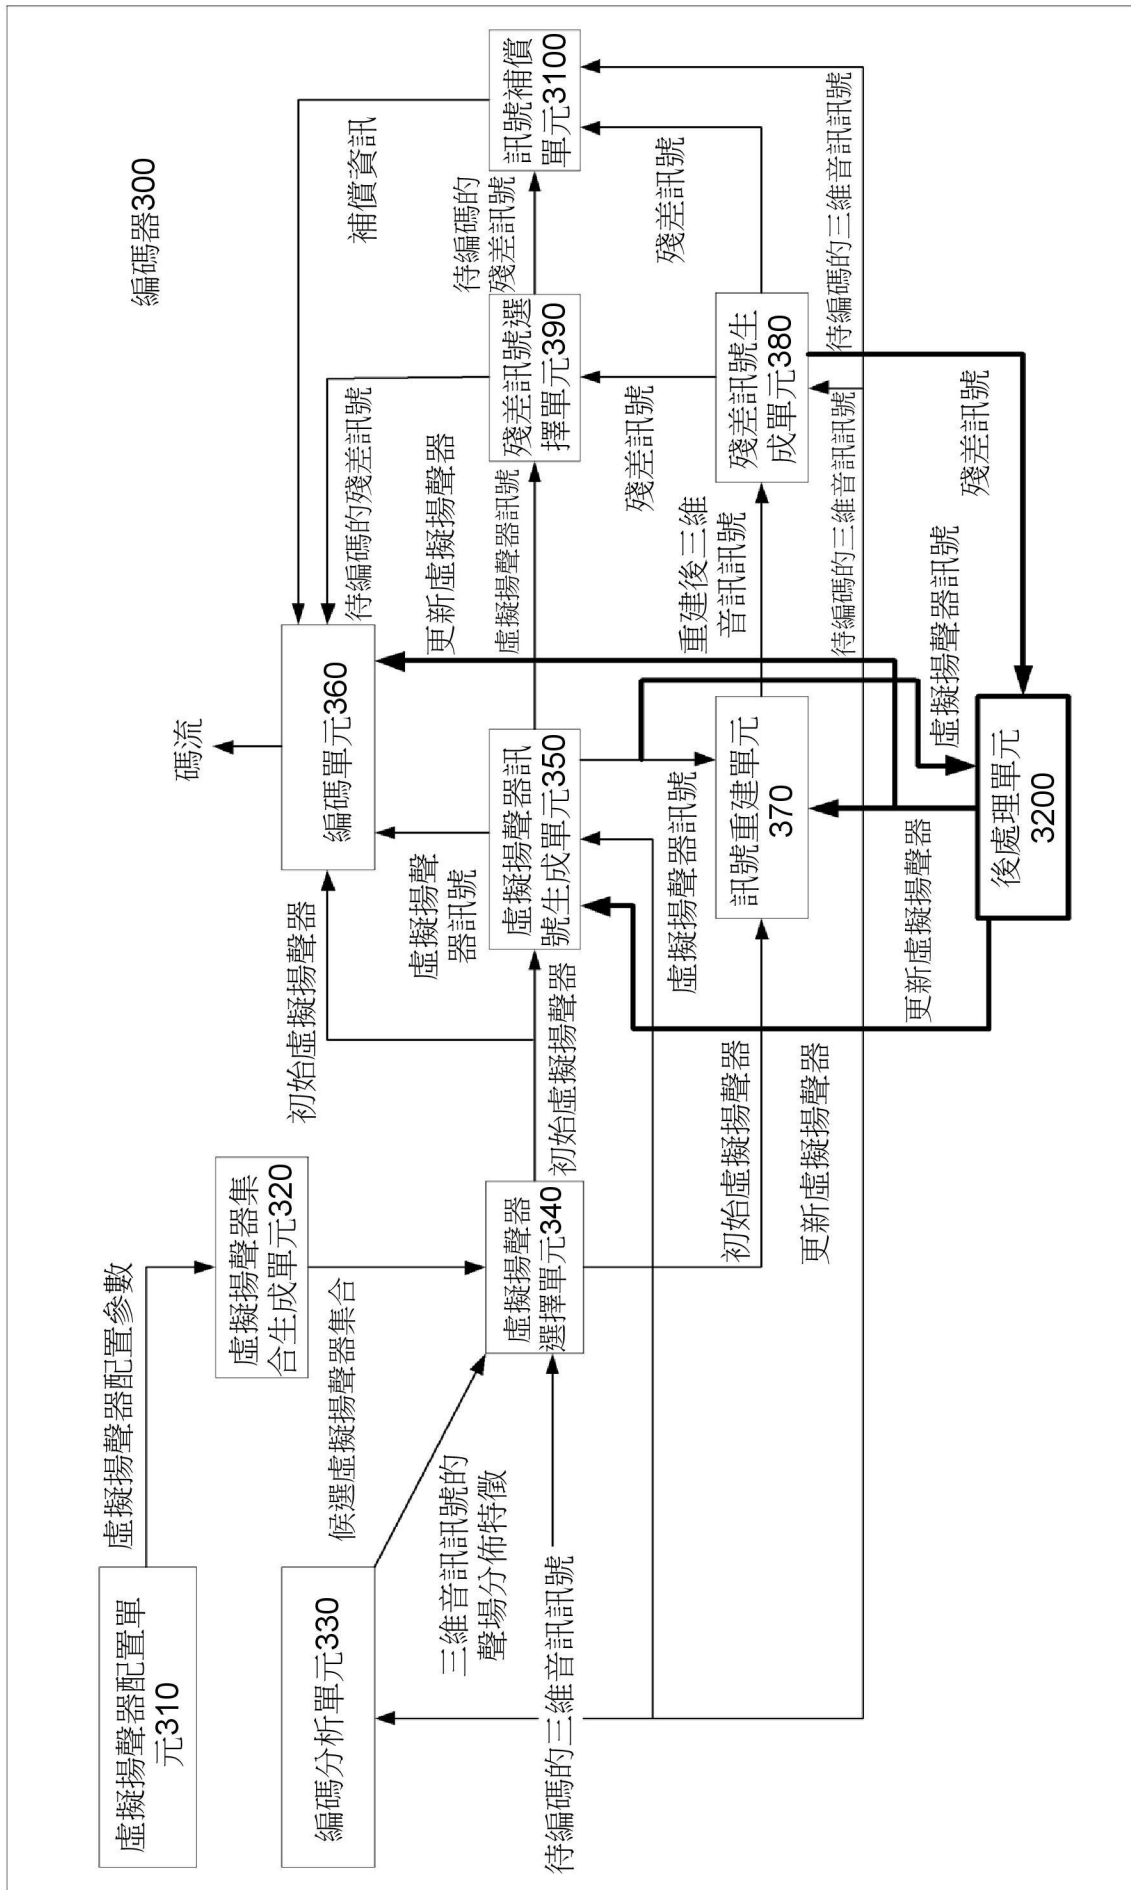 編碼器300
虛擬揚聲器配置單
元310
虛擬揚聲器配置參數
虛擬揚聲器集
合生成單元320
候選虛擬揚聲器集合
編碼分析單元330
三維音訊訊號的
聲場分佈特徵
待編碼的三維音訊訊號
虛擬揚聲器
選擇單元340
初始虛擬揚聲器
初始虛擬揚聲器
初始虛擬揚聲器
更新虛擬揚聲器
碼流
編碼單元360
虛擬揚聲
器訊號
虛擬揚聲器訊
號生成單元350
虛擬揚聲器訊號
訊號重建單元
370
更新虛擬揚聲器
後處理單元
3200
待編碼的殘差訊號
更新虛擬揚聲器
虛擬揚聲器訊號
重建後三維
音訊訊號
待編碼的三維音訊訊號
虛擬揚聲器訊號
補償資訊
待編碼的
殘差訊號
殘差訊號選
擇單元390
殘差訊號
殘差訊號生
成單元380
殘差訊號
訊號補償
單元3100
殘差訊號
待編碼的三維音訊訊號